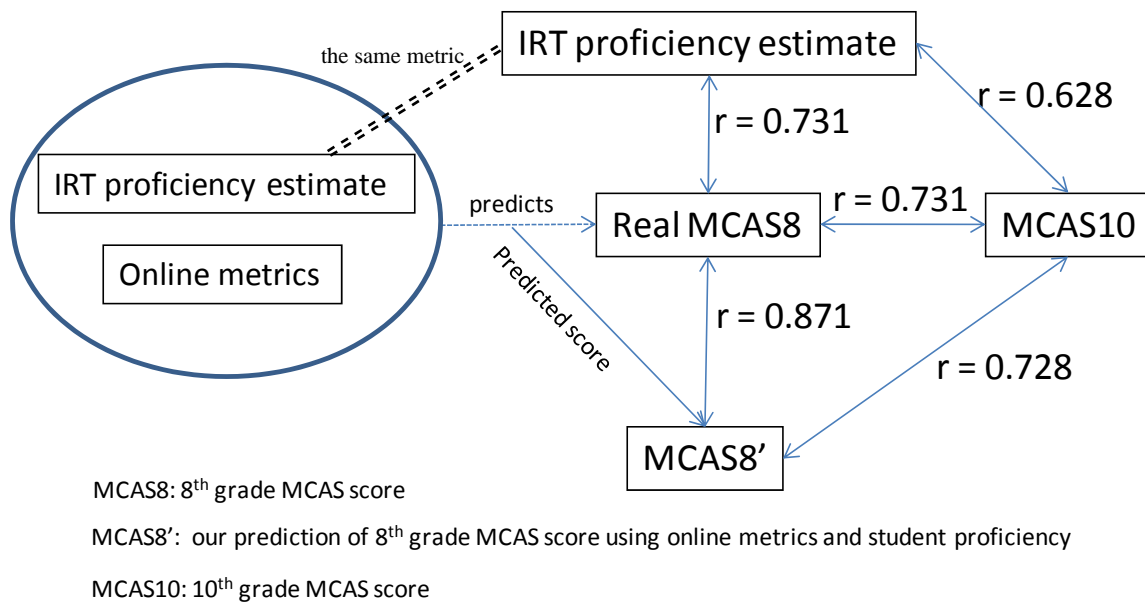 IRT proficiency estimate
the same metric
r = 0.628
r = 0.731
IRT proficiency estimate
predicts
Real MCAS8
r = 0.731
MCAS10
Online metrics
Predicted score
r = 0.871
r = 0.728
MCAS8’
MCAS8: 8th grade MCAS score
MCAS8’: our prediction of 8th grade MCAS score using online metrics and student proficiency
MCAS10: 10th grade MCAS score